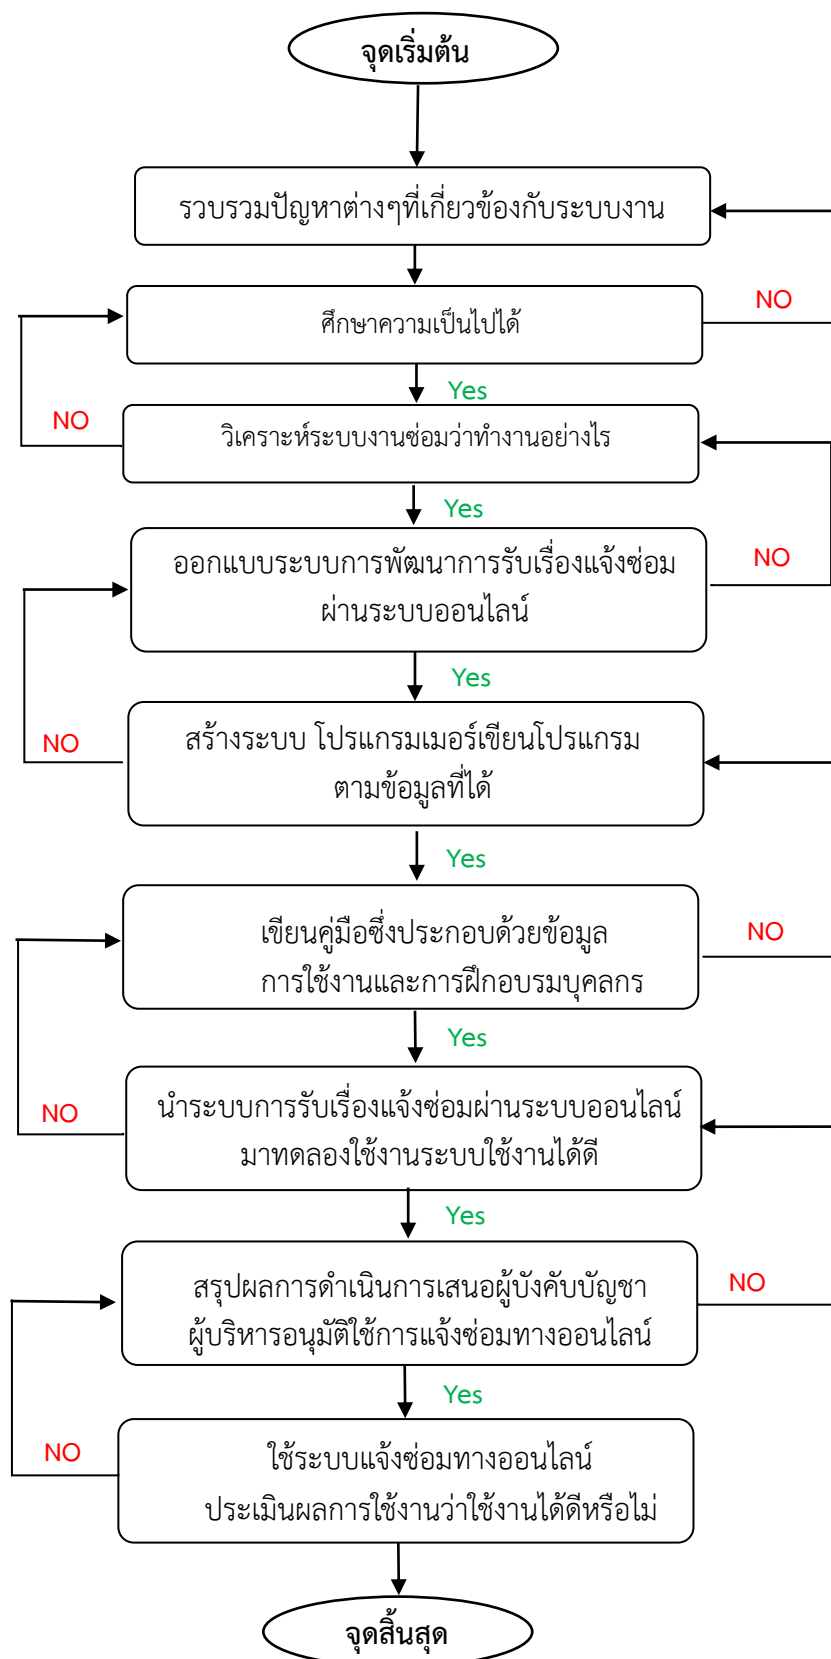 จุดเริ่มต้น
รวบรวมปัญหาต่างๆที่เกี่ยวข้องกับระบบงาน
ศึกษาความเป็นไปได้
NO
Yes
NO
วิเคราะห์ระบบงานซ่อมว่าทำงานอย่างไร
Yes
ออกแบบระบบการพัฒนาการรับเรื่องแจ้งซ่อม
ผ่านระบบออนไลน์
NO
Yes
NO
สร้างระบบ โปรแกรมเมอร์เขียนโปรแกรม
ตามข้อมูลที่ได้
Yes
เขียนคู่มือซึ่งประกอบด้วยข้อมูล
การใช้งานและการฝึกอบรมบุคลกร
NO
Yes
NO
นำระบบการรับเรื่องแจ้งซ่อมผ่านระบบออนไลน์
มาทดลองใช้งานระบบใช้งานได้ดี
Yes
สรุปผลการดำเนินการเสนอผู้บังคับบัญชา
ผู้บริหารอนุมัติใช้การแจ้งซ่อมทางออนไลน์
NO
Yes
NO
ใช้ระบบแจ้งซ่อมทางออนไลน์
ประเมินผลการใช้งานว่าใช้งานได้ดีหรือไม่
จุดสิ้นสุด